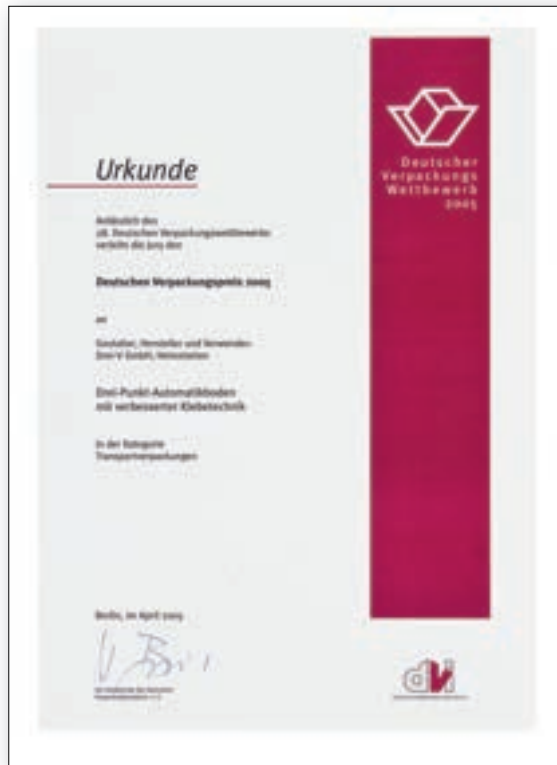 Urkunde
Anlässlich des
28. Deutschen Verpackungswettbewerbs
verleiht die Jury den
Deutschen Verpackungspreis 2005
an
Gestalter, Hersteller und Verwender
GmbH,
Drei-Punkt-Automatikboden
mit verbesserter Klebetechnik
in der Kategorie
Transportverpackungen
Berlin, im April 2005
Deutscher
Verpackungs
Wettbewerb
2005
dvi